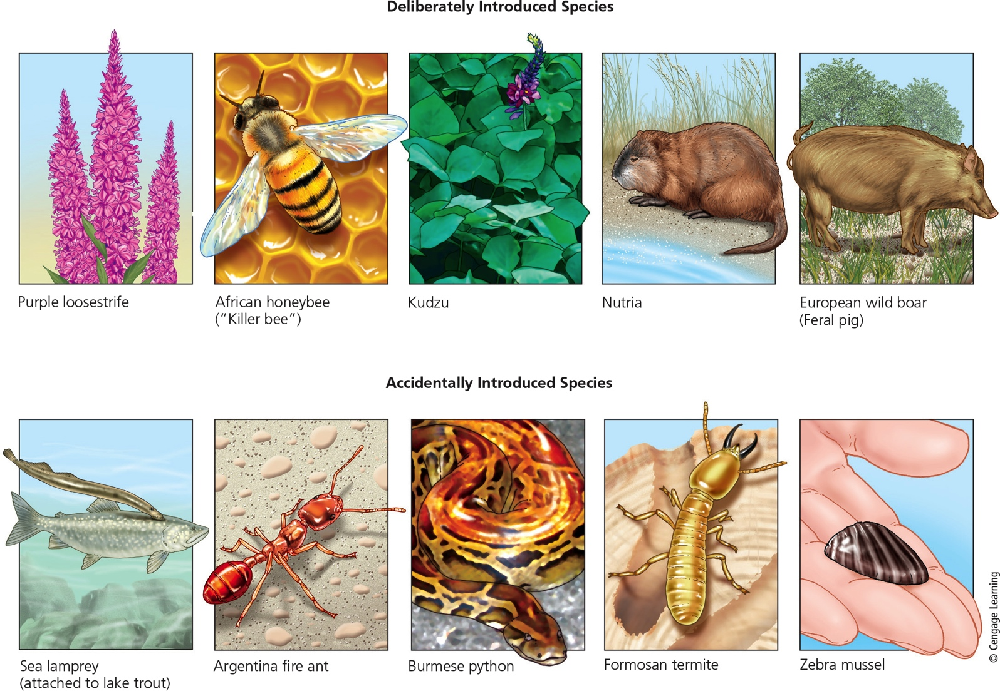 Deliberately Introduced Species
Purple loosestrife
African honeybee
(“Killer bee”)
Kudzu
Nutria
European wild boar
(Feral pig)
Accidentally Introduced Species
Sea lamprey
(attached to lake trout)
Argentina fire ant
Burmese python
Formosan termite
Zebra mussel
© Cengage Learning